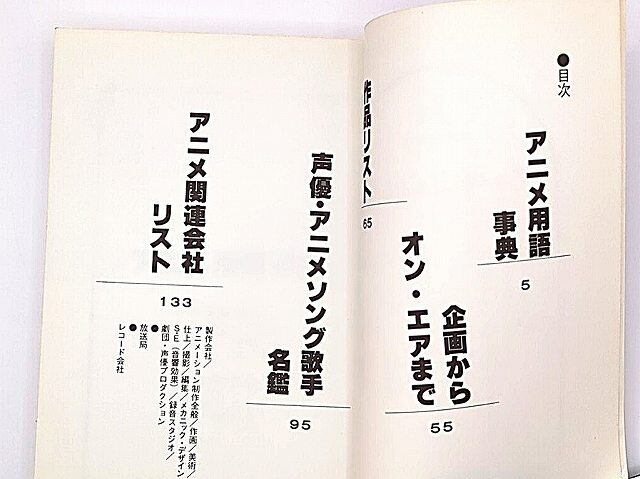 ●目次
アニメ用語
事典
5
企画から
オン・エアまで
55
作品リスト
65
声優・アニメソング歌手
名鑑
95
アニメ関連会社
リスト
133
製作会社／
アニメーション制作全般／作画／美術／
仕上／撮影／編集／メカニック・デザイン
SE（音響効果）／録音スタジオ／
劇団・声優プロダクション
●
放送局
●
レコード会社